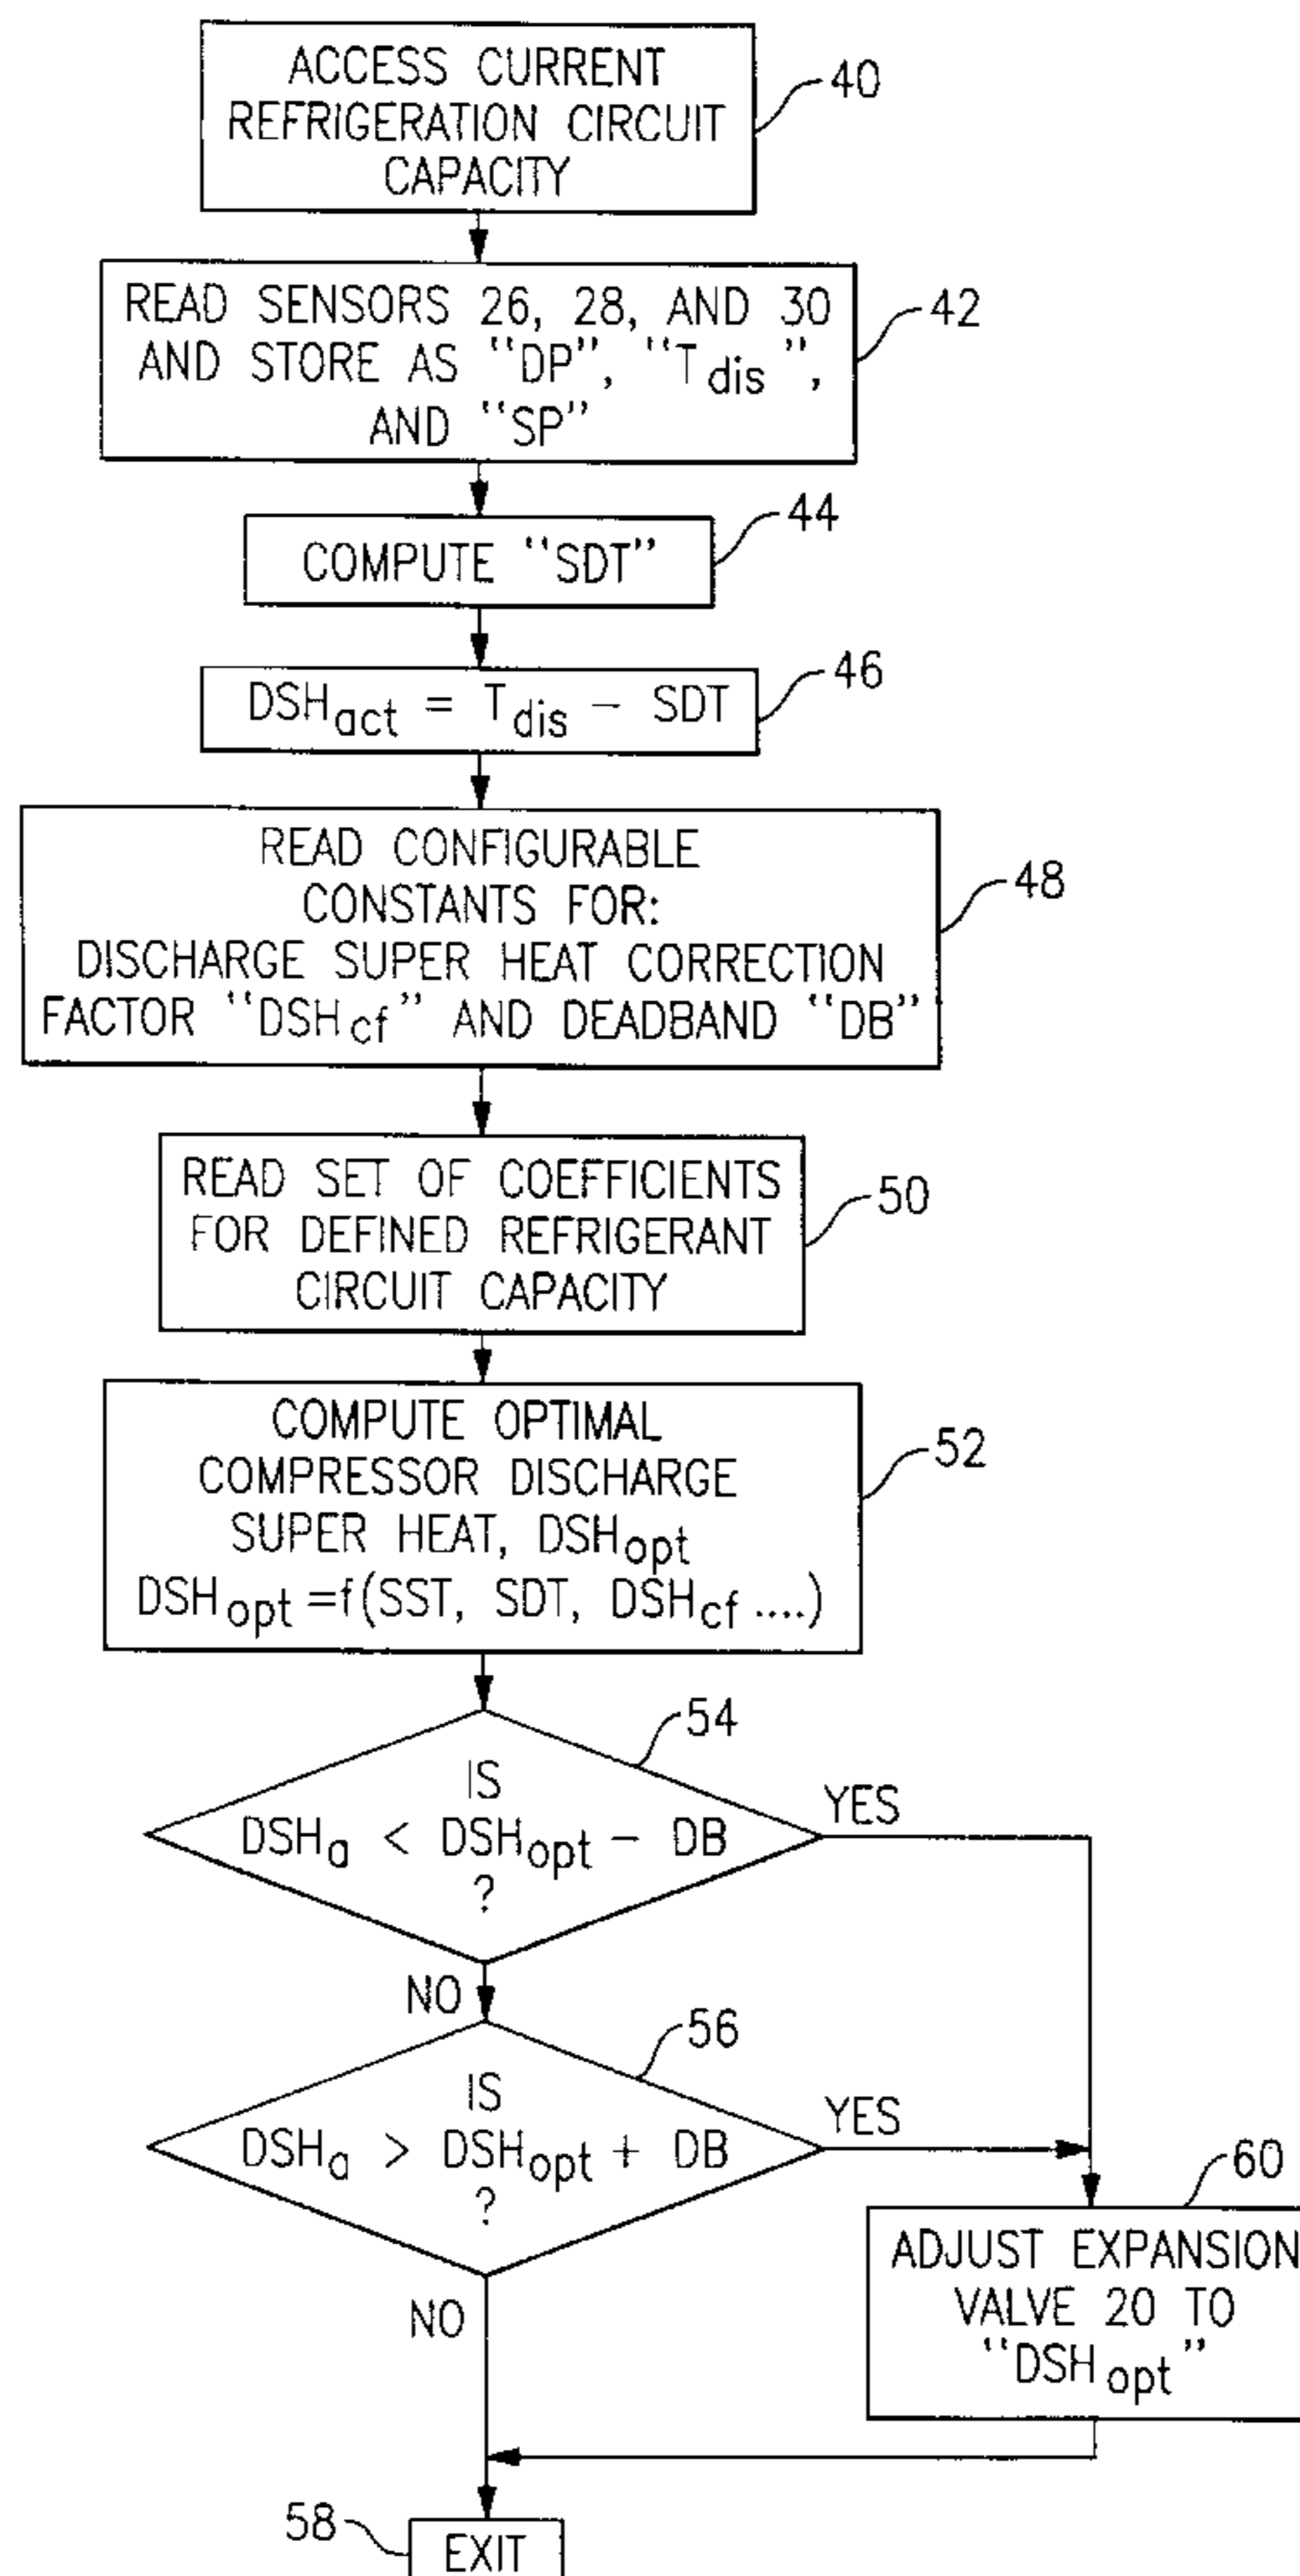 ACCESS CURRENT
REFRIGERATION CIRCUIT
CAPACITY
40
READ SENSORS 26, 28, AND 30
AND STORE AS "DP", "Tdis",
AND "SP"
42
COMPUTE "SDT"
44
DSHact = Tdis - SDT
46
READ CONFIGURABLE
CONSTANTS FOR:
DISCHARGE SUPER HEAT CORRECTION
FACTOR "DSHcf" AND DEADBAND "DB"
48
READ SET OF COEFFICIENTS
FOR DEFINED REFRIGERANT
CIRCUIT CAPACITY
50
COMPUTE OPTIMAL
COMPRESSOR DISCHARGE
SUPER HEAT, DSHopt
DSHopt =f(SST, SDT, DSHcf ....)
52
54
IS
DSHa < DSHopt - DB
?
YES
NO
56
IS
DSHa > DSHopt + DB
?
YES
NO
60
ADJUST EXPANSION
VALVE 20 TO
"DSHopt"
58
EXIT